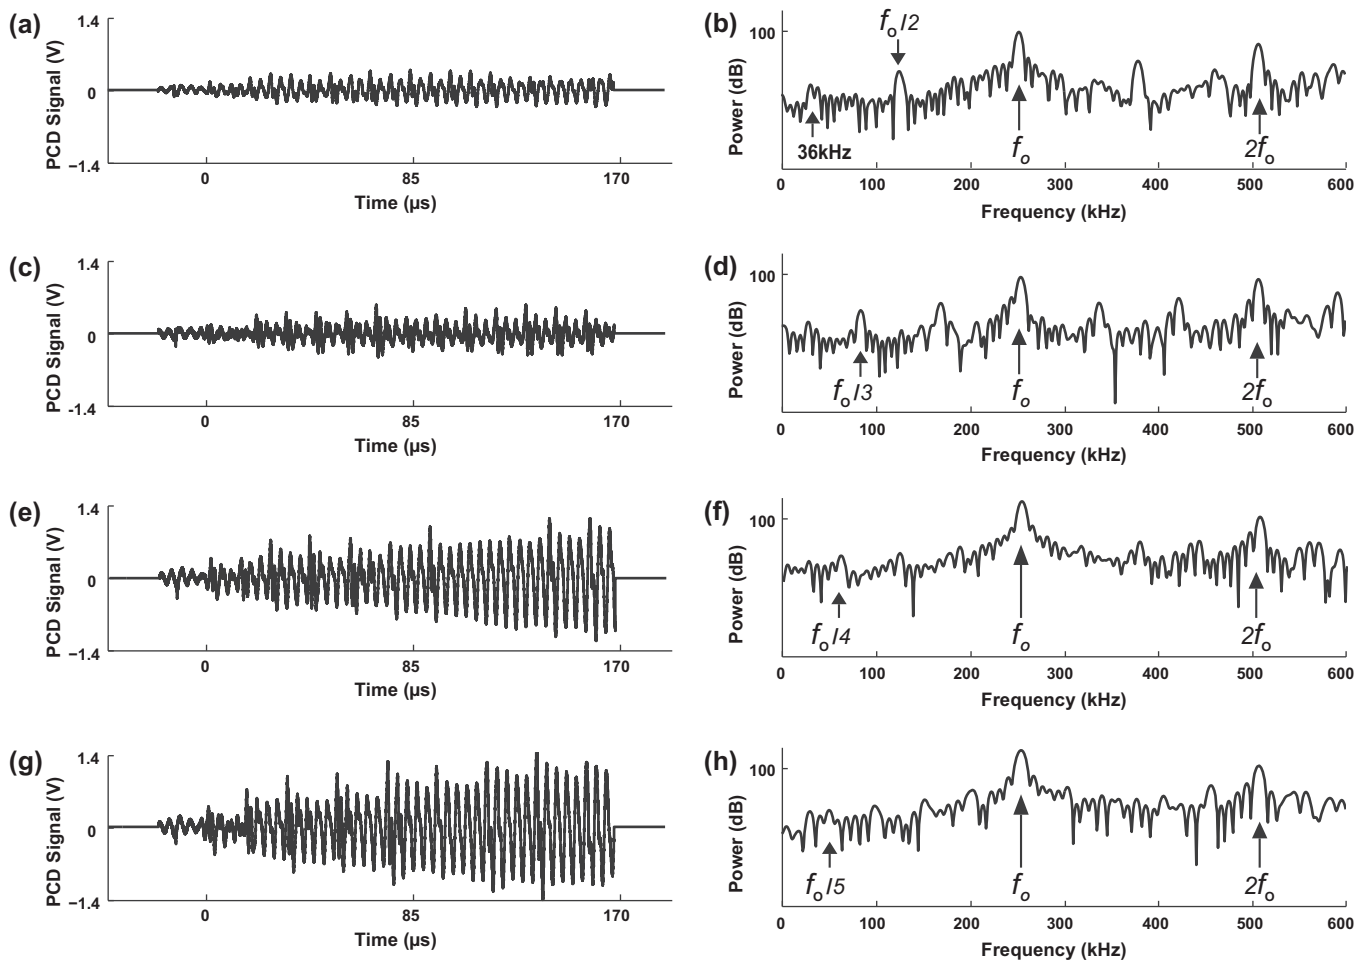 (a)
1.4
0
−1.4
PCD Signal (V)
0
85
170
Time (μs)
(b)
100
Power (dB)
fo/2
36kHz
fo
2fo
0
100
200
300
400
500
600
Frequency (kHz)
(c)
1.4
0
-1.4
PCD Signal (V)
0
85
170
Time (μs)
(d)
100
Power (dB)
fo/3
fo
2fo
0
100
200
300
400
500
600
Frequency (kHz)
(e)
1.4
0
−1.4
PCD Signal (V)
0
85
170
Time (μs)
(f)
100
Power (dB)
fo/4
fo
2fo
0
100
200
300
400
500
600
Frequency (kHz)
(g)
1.4
0
−1.4
PCD Signal (V)
0
85
170
Time (μs)
(h)
100
Power (dB)
fo/5
fo
2fo
0
100
200
300
400
500
600
Frequency (kHz)